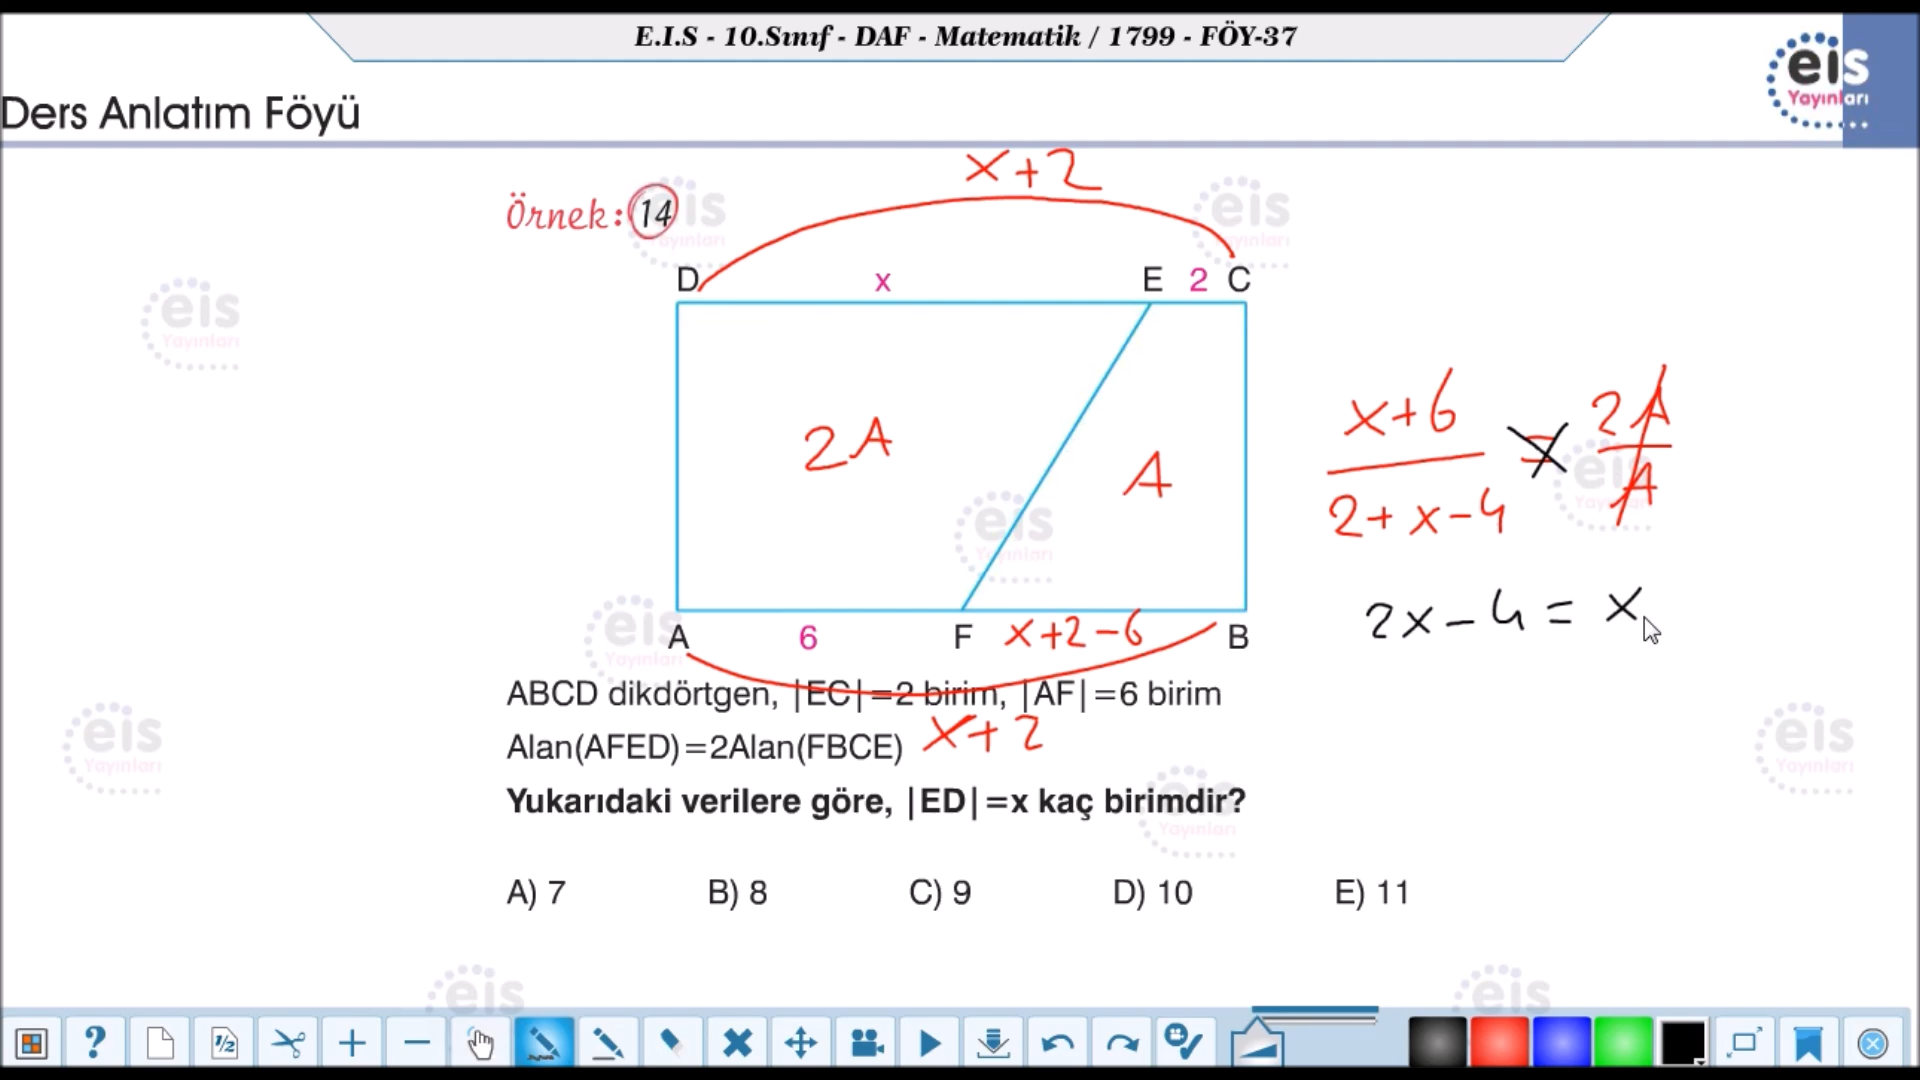 E.I.S - 10.Sınıf - DAF - Matematik / 1799 - FÖY-37
eis
Yayınları
Ders Anlatım Föyü
x+2
Örnek: 14
D x E 2 C
2A
A
x+6
2+x-4
=
2A
A
2x-4=x
A 6 F x+2-6 B
ABCD dikdörtgen, |EC|=2 birim, |AF|=6 birim
x+2
Alan(AFED)=2Alan(FBCE)
Yukarıdaki verilere göre, |ED|=x kaç birimdir?
A) 7 B) 8 C) 9 D) 10 E) 11